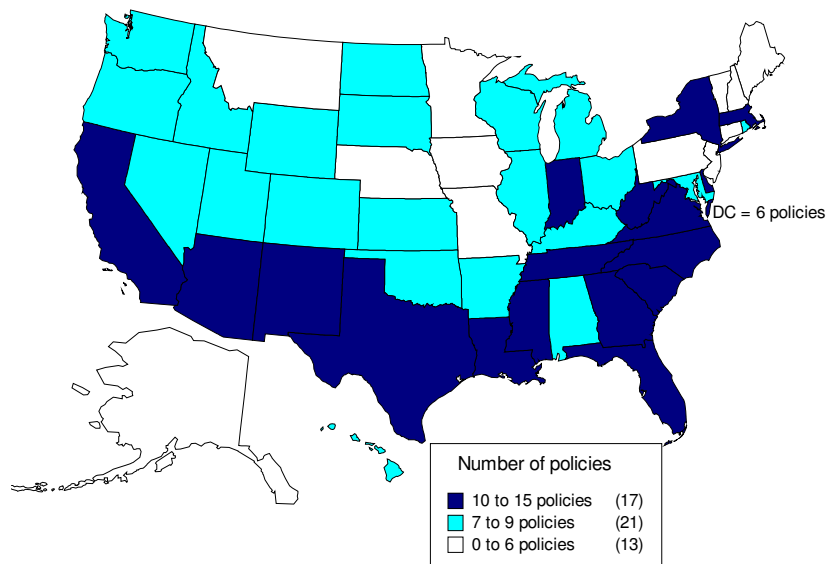 DC = 6 policies
Number of policies
10 to 15 policies (17)
7 to 9 policies (21)
0 to 6 policies (13)